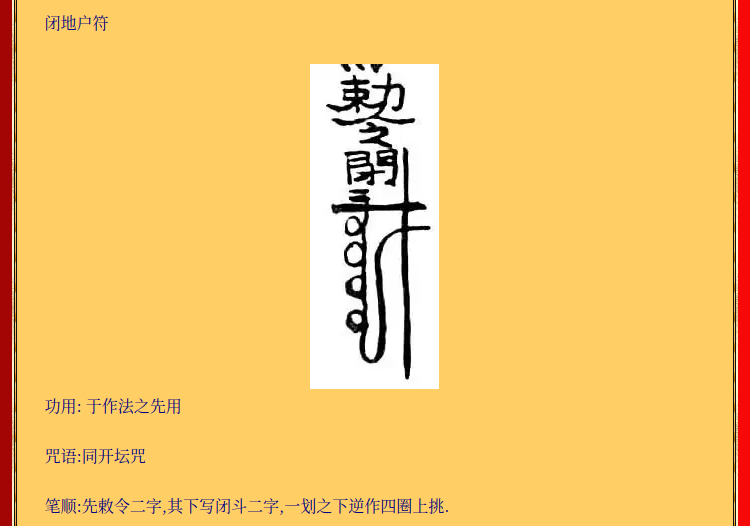 闭地户符
勅
令
閉
功用: 于作法之先用
咒语:同开坛咒
笔顺:先敕令二字,其下写闭斗二字,一划之下逆作四圈上挑.